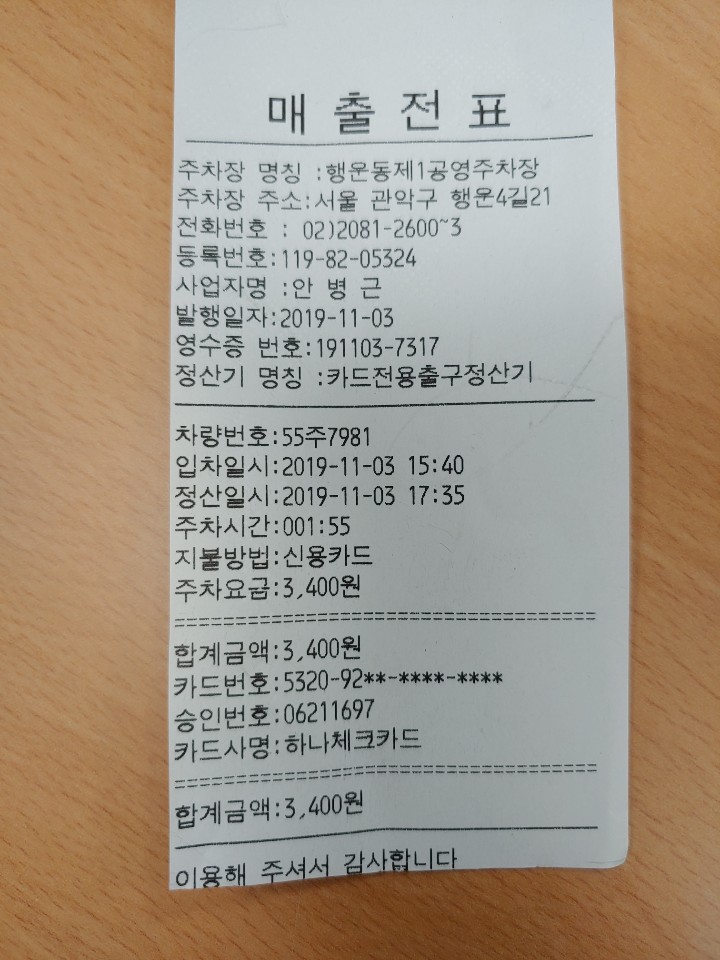 매 출 전 표
주차장 명칭 :행운동제1공영주차장
주차장 주소:서울 관악구 행운4길21
전화번호 : 02)2081-2600~3
등록번호:119-82-05324
사업자명 :안 병 근
발행일자:2019-11-03
영수증 번호:191103-7317
정산기 명칭 :카드전용출구정산기
차량번호:55주7981
입차일시:2019-11-03 15:40
정산일시:2019-11-03 17:35
주차시간:001:55
지불방법:신용카드
주차요금:3,400원
========================================
합계금액:3,400원
카드번호:5320-92**-****-****
승인번호:06211697
카드사명:하나체크카드
========================================
합계금액:3,400원
이용해 주셔서 감사합니다